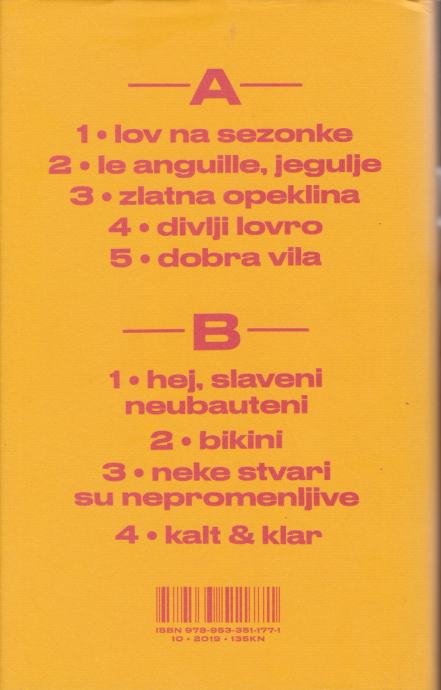 A
1 • lov na sezonke
2 • le anguille, jegulje
3 • zlatna opeklina
4 • divlji lovro
5 • dobra vila
B
1 • hej, slaveni
neubauteni
2 • bikini
3 • neke stvari
su nepromenljive
4 • kalt & klar
ISBN 978-953-351-177-1
10 • 2019 • 135KN